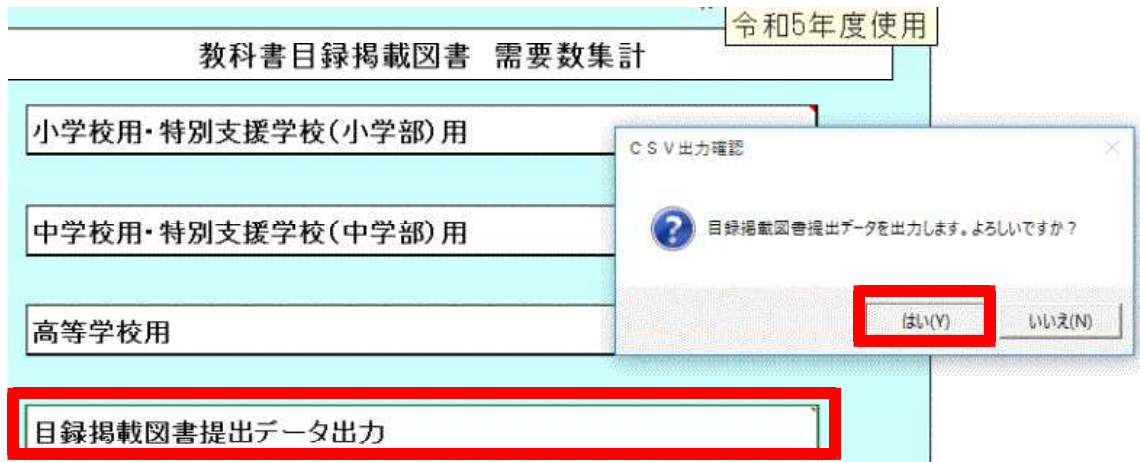 令和5年度使用
教科書目録掲載図書 需要数集計
小学校用・特別支援学校(小学部)用
CSV出力確認
目録掲載図書提出データを出力します。よろしいですか？
中学校用・特別支援学校(中学部)用
はい(Y)
いいえ(N)
高等学校用
目録掲載図書提出データ出力